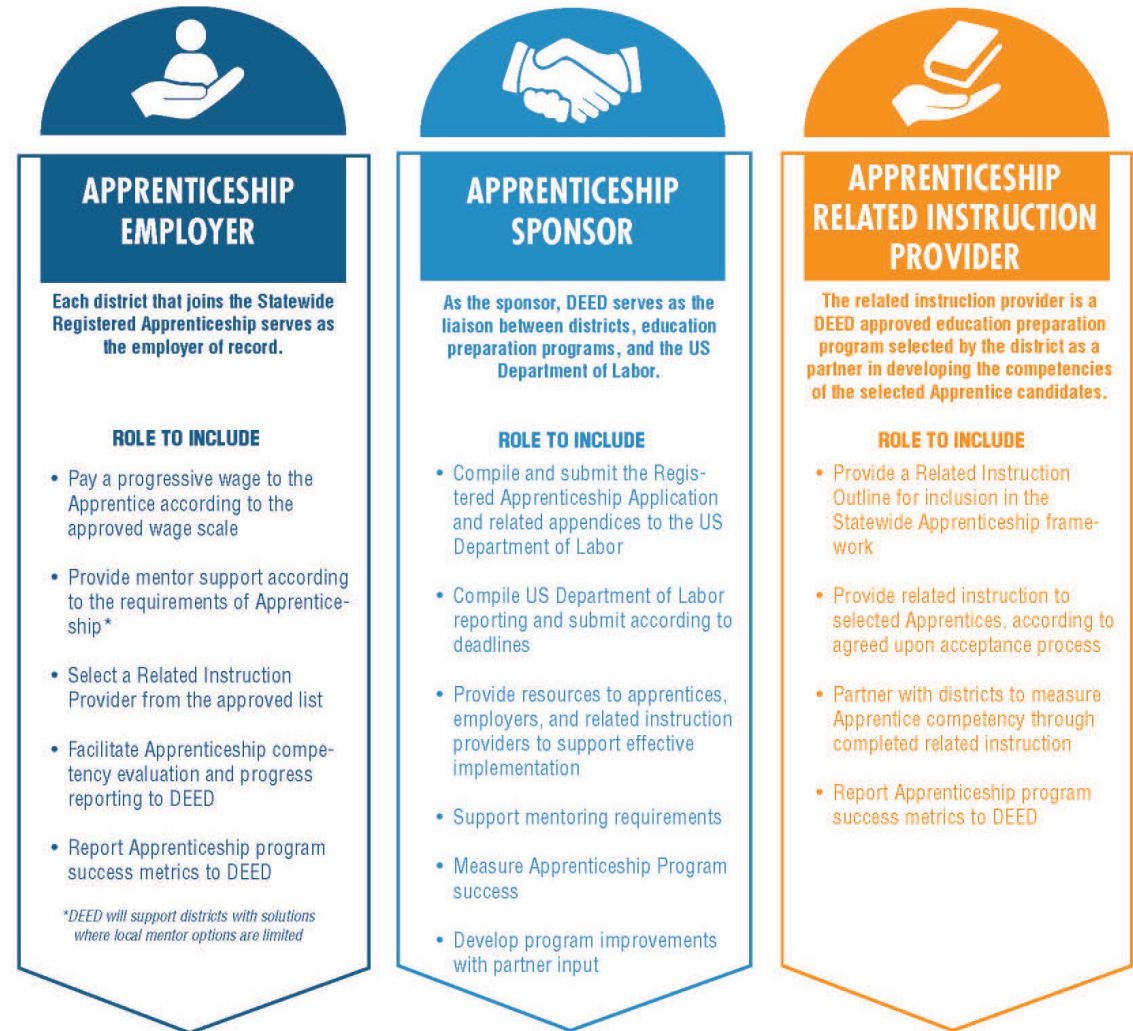 APPRENTICESHIP
EMPLOYER
Each district that joins the Statewide
Registered Apprenticeship serves as
the employer of record.
ROLE TO INCLUDE
• Pay a progressive wage to the
Apprentice according to the
approved wage scale
• Provide mentor support according
to the requirements of Apprentice-
ship*
• Select a Related Instruction
Provider from the approved list
• Facilitate Apprenticeship compe-
tency evaluation and progress
reporting to DEED
• Report Apprenticeship program
success metrics to DEED
*DEED will support districts with solutions
where local mentor options are limited
APPRENTICESHIP
SPONSOR
As the sponsor, DEED serves as the
liaison between districts, education
preparation programs, and the US
Department of Labor.
ROLE TO INCLUDE
• Compile and submit the Regis-
tered Apprenticeship Application
and related appendices to the US
Department of Labor
• Compile US Department of Labor
reporting and submit according to
deadlines
• Provide resources to apprentices,
employers, and related instruction
providers to support effective
implementation
• Support mentoring requirements
• Measure Apprenticeship Program
success
• Develop program improvements
with partner input
APPRENTICESHIP
RELATED INSTRUCTION
PROVIDER
The related instruction provider is a
DEED approved education preparation
program selected by the district as a
partner in developing the competencies
of the selected Apprentice candidates.
ROLE TO INCLUDE
• Provide a Related Instruction
Outline for inclusion in the
Statewide Apprenticeship frame-
work
• Provide related instruction to
selected Apprentices, according to
agreed upon acceptance process
• Partner with districts to measure
Apprentice competency through
completed related instruction
• Report Apprenticeship program
success metrics to DEED